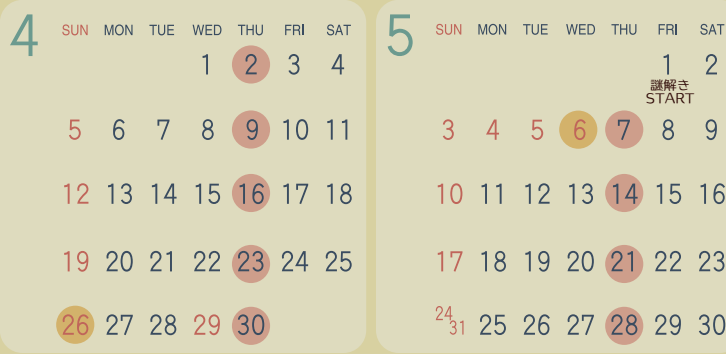 4
SUN MON TUE WED THU FRI SAT
1 2 3 4
5 6 7 8 9 10 11
12 13 14 15 16 17 18
19 20 21 22 23 24 25
26 27 28 29 30
5
SUN MON TUE WED THU FRI SAT
1 2
謎解き
START
3 4 5 6 7 8 9
10 11 12 13 14 15 16
17 18 19 20 21 22 23
24/31 25 26 27 28 29 30